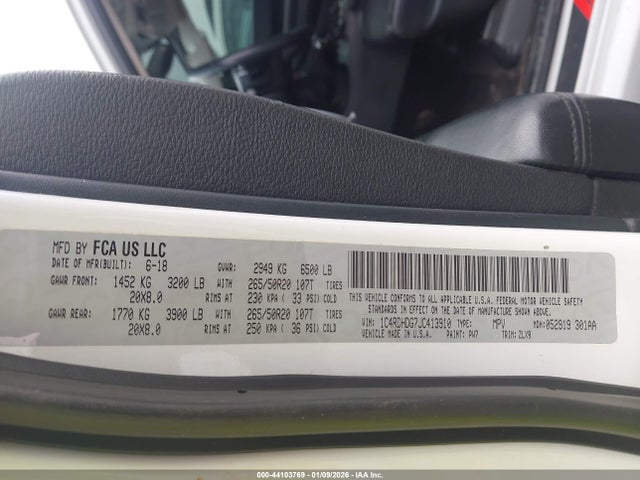 MFD BY FCA US LLC
DATE OF MFR(BUILT): 6-18 GVWR: 2949 KG 6500 LB
GAWR FRONT: 1452 KG 3200 LB WITH 265/50R20 107T TIRES
20X8.0 RIMS AT 230 KPA ( 33 PSI) COLD
GAWR REAR: 1770 KG 3900 LB WITH 265/50R20 107T TIRES
20X8.0 RIMS AT 250 KPA ( 36 PSI) COLD
THIS VEHICLE CONFORMS TO ALL APPLICABLE U.S.A. FEDERAL MOTOR VEHICLE SAFETY
STANDARDS IN EFFECT ON THE DATE OF MANUFACTURE SHOWN ABOVE.
VIN: 1C4RDHDG7JC413910 TYPE: MPV MDH:052919 301AA
VEHICLE MADE IN U.S.A. PAINT: PW7 TRIM: ZLX9
000-44103769 - 01/09/2026 - IAA Inc.